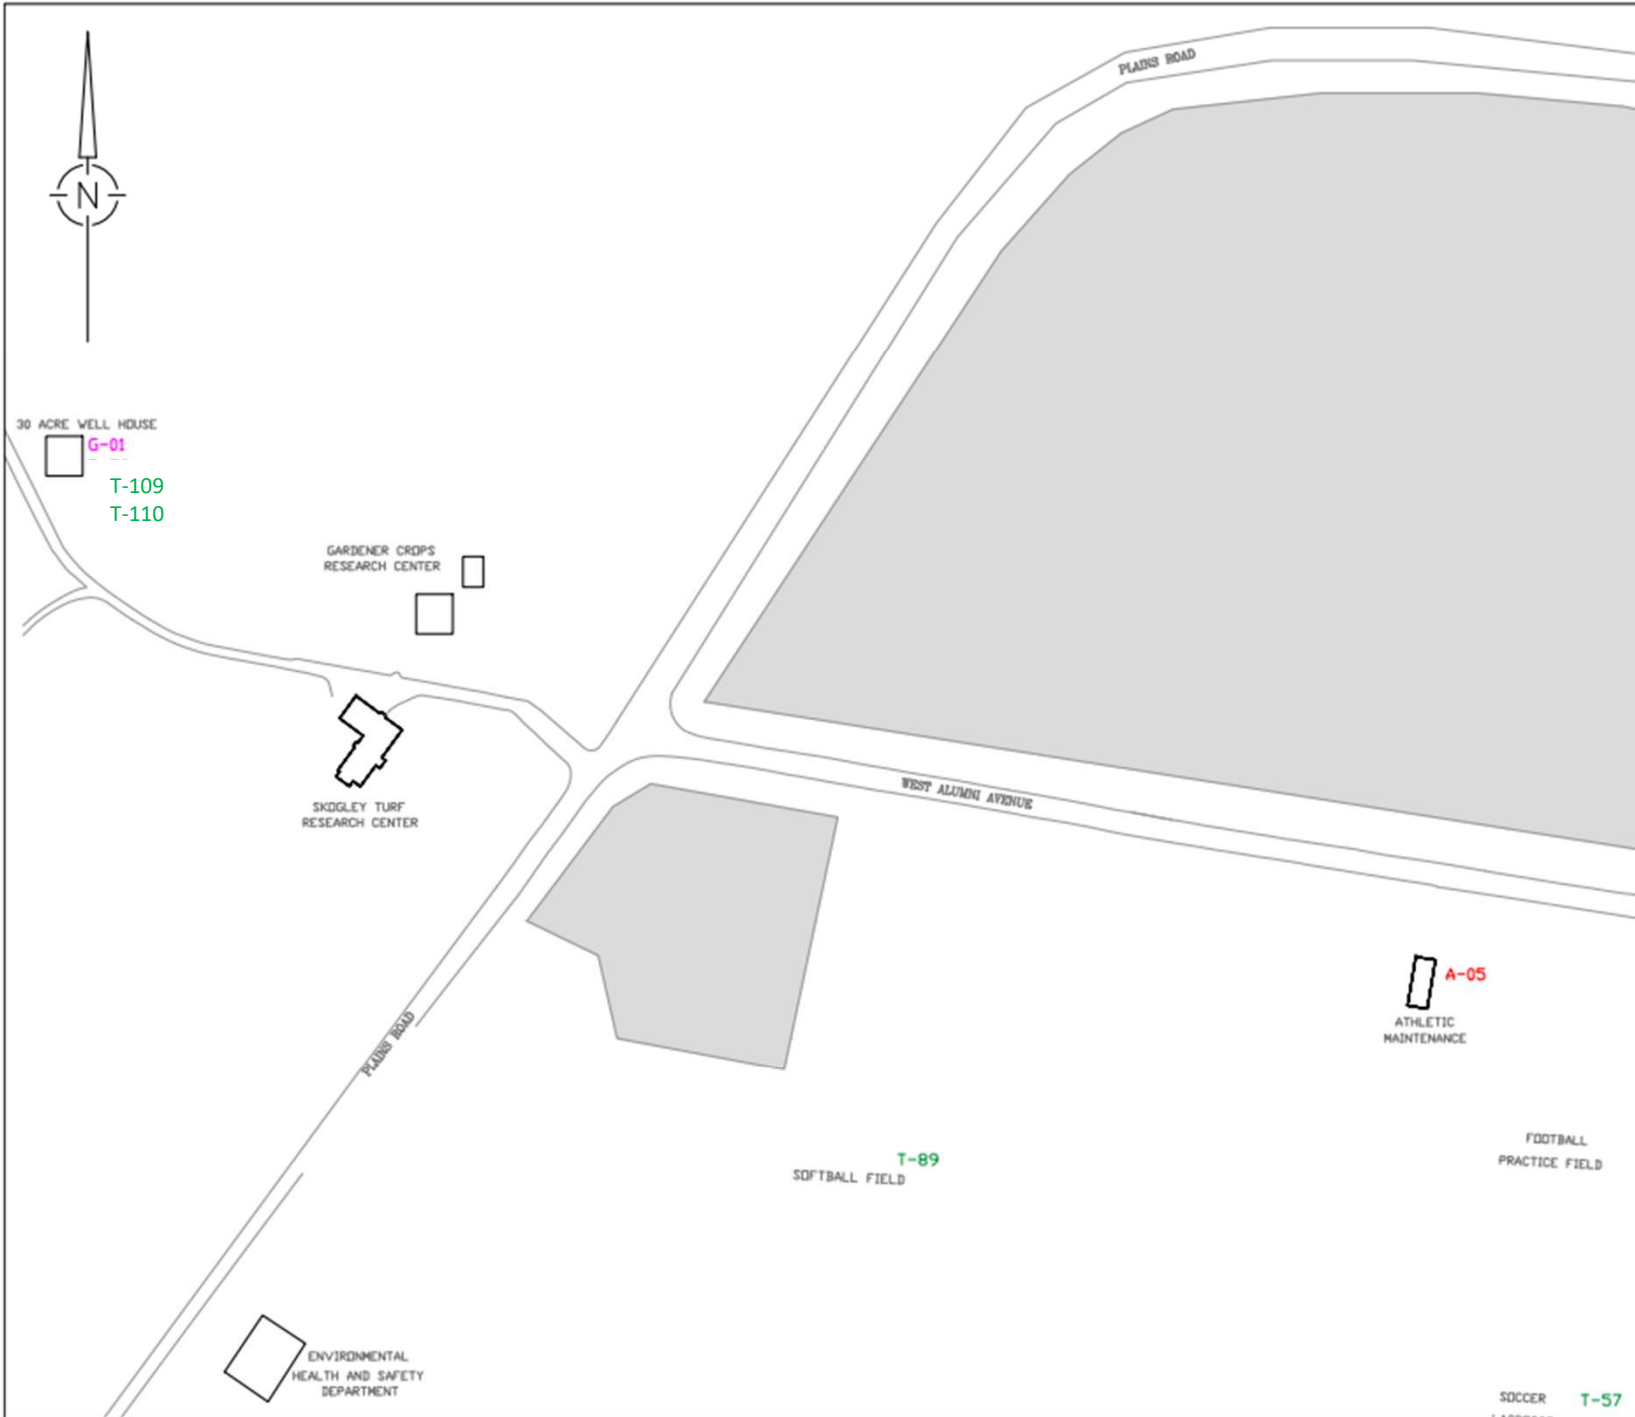 PLAINS ROAD
N
30 ACRE WELL HOUSE
G-01
T-109
T-110
GARDENER CROPS
RESEARCH CENTER
SKOGLEY TURF
RESEARCH CENTER
WEST ALUMNI AVENUE
A-05
ATHLETIC
MAINTENANCE
PLAINS ROAD
FOOTBALL
PRACTICE FIELD
T-89
SOFTBALL FIELD
ENVIRONMENTAL
HEALTH AND SAFETY
DEPARTMENT
SOCCER T-57